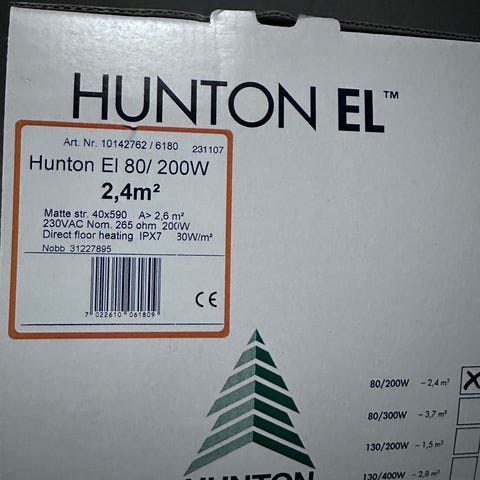 HUNTON EL™
Art. Nr. 10142762 / 6180 231107
Hunton El 80/ 200W
2,4m²
Matte str. 40x590 A> 2,6 m²
230VAC Nom. 265 ohm 200W
Direct floor heating IPX7 80W/m²
Nobb 31227895
CE
7 022610 061809
80/200W – 2,4 m² X
80/300W – 3,7 m²
130/200W – 1,5 m²
130/400W – 2,8 m²
HUNTON